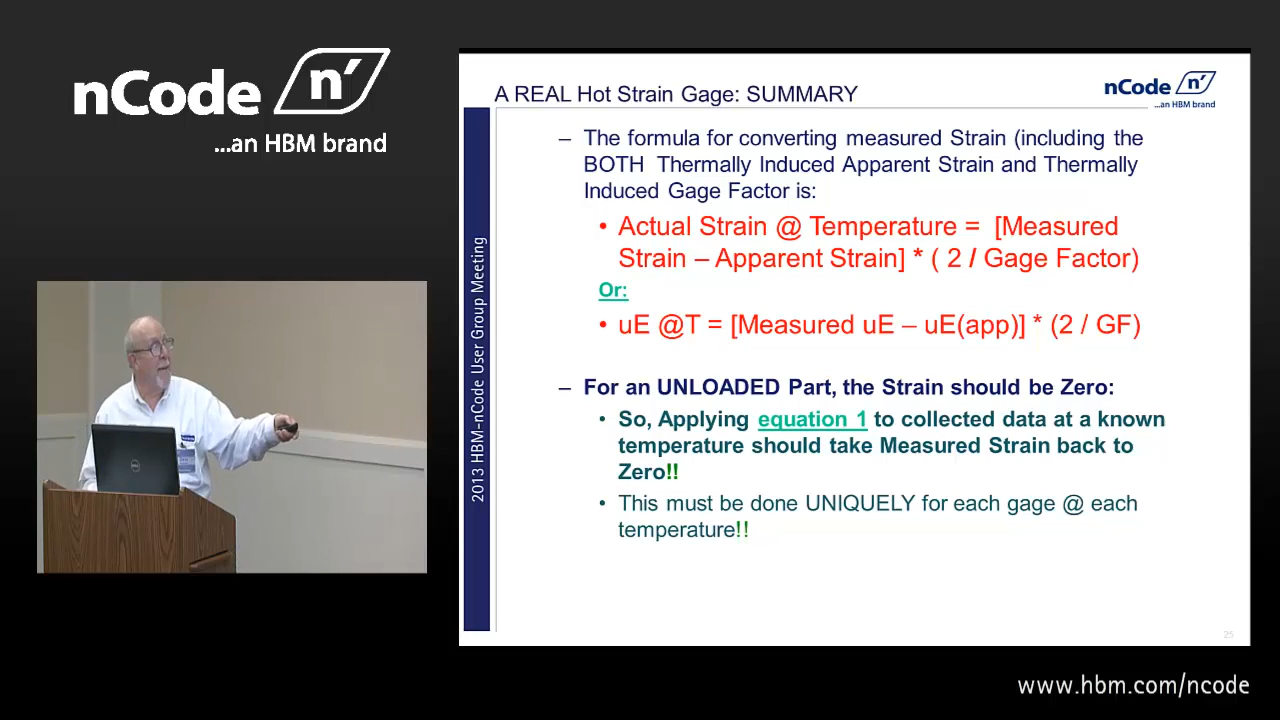 nCode n'
...an HBM brand
A REAL Hot Strain Gage: SUMMARY
nCode n'
...an HBM brand
2013 HBM-nCode User Group Meeting
– The formula for converting measured Strain (including the
BOTH Thermally Induced Apparent Strain and Thermally
Induced Gage Factor is:
• Actual Strain @ Temperature = [Measured
Strain – Apparent Strain] * ( 2 / Gage Factor)
Or:
• uE @T = [Measured uE – uE(app)] * (2 / GF)
– For an UNLOADED Part, the Strain should be Zero:
• So, Applying equation 1 to collected data at a known
temperature should take Measured Strain back to
Zero!!
• This must be done UNIQUELY for each gage @ each
temperature!!
25
www.hbm.com/ncode